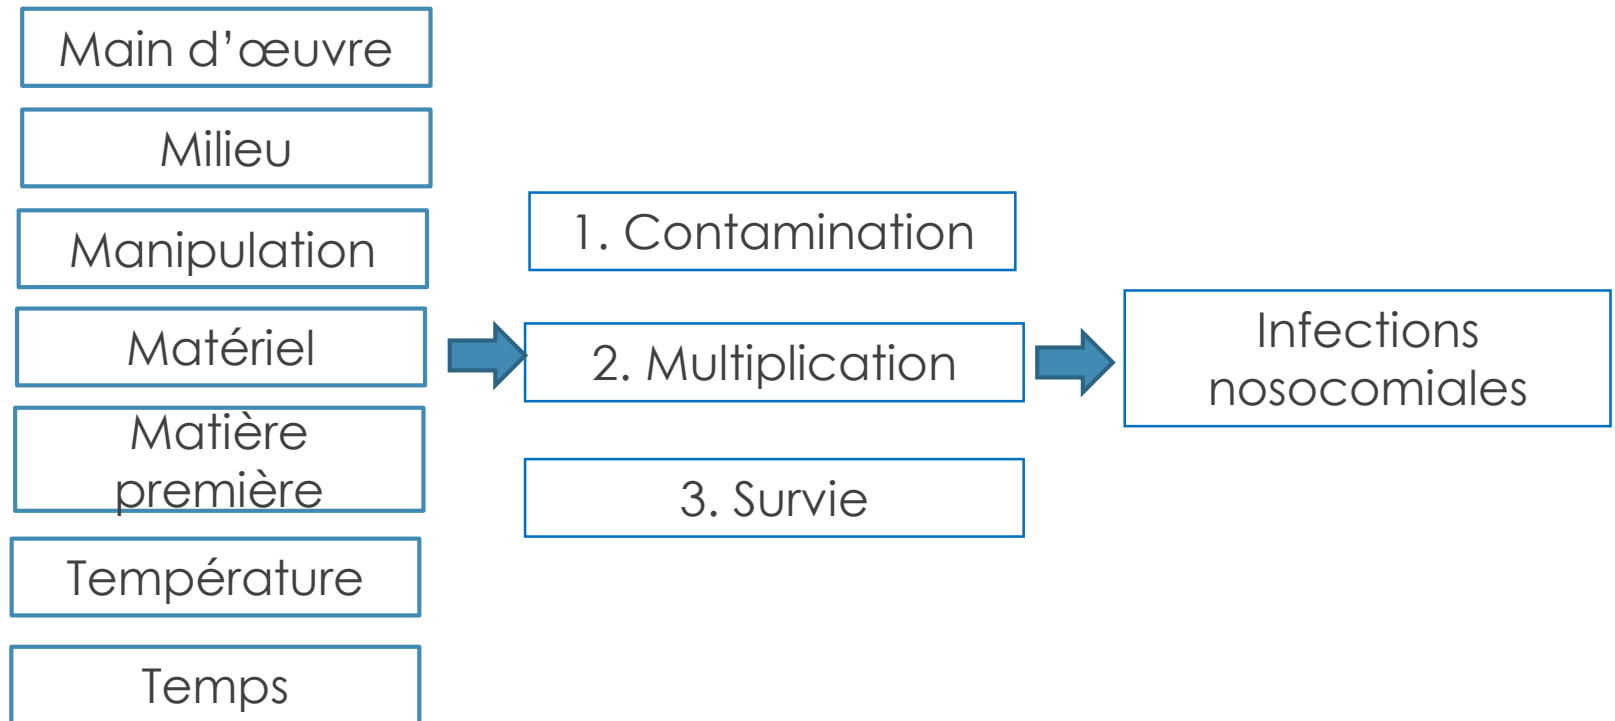 Main d’œuvre
Milieu
Manipulation
Matériel
Matière
première
Température
Temps
1. Contamination
2. Multiplication
3. Survie
Infections
nosocomiales